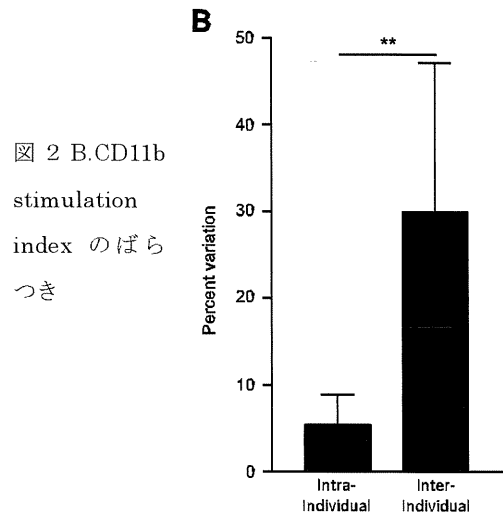 B
図 2 B.CD11b
stimulation
index のばら
つき
**
50
40
30
20
10
0
Percent variation
Intra-
Individual
Inter-
Individual